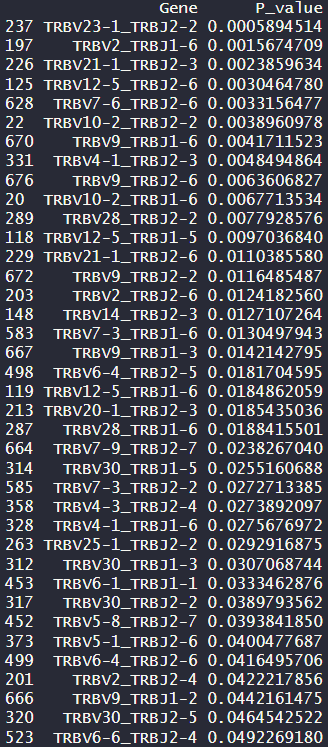 Gene P_value
237 TRBV23-1_TRBJ2-2 0.0005894514
197 TRBV2_TRBJ1-6 0.0015674709
226 TRBV21-1_TRBJ2-3 0.0023859634
125 TRBV12-5_TRBJ2-6 0.0030464780
628 TRBV7-6_TRBJ2-6 0.0033156477
22 TRBV10-2_TRBJ2-2 0.0038960978
670 TRBV9_TRBJ1-6 0.0041711523
331 TRBV4-1_TRBJ2-3 0.0048494864
676 TRBV9_TRBJ2-6 0.0063606827
20 TRBV10-2_TRBJ1-6 0.0067713534
289 TRBV28_TRBJ2-2 0.0077928576
118 TRBV12-5_TRBJ1-5 0.0097036840
229 TRBV21-1_TRBJ2-6 0.0110385580
672 TRBV9_TRBJ2-2 0.0116485487
203 TRBV2_TRBJ2-6 0.0124182560
148 TRBV14_TRBJ2-3 0.0127107264
583 TRBV7-3_TRBJ1-6 0.0130497943
667 TRBV9_TRBJ1-3 0.0142142795
498 TRBV6-4_TRBJ2-5 0.0181704595
119 TRBV12-5_TRBJ1-6 0.0184862059
213 TRBV20-1_TRBJ2-3 0.0185435036
287 TRBV28_TRBJ1-6 0.0188415501
664 TRBV7-9_TRBJ2-7 0.0238267040
314 TRBV30_TRBJ1-5 0.0255160688
585 TRBV7-3_TRBJ2-2 0.0272713385
358 TRBV4-3_TRBJ2-4 0.0273892097
328 TRBV4-1_TRBJ1-6 0.0275676972
263 TRBV25-1_TRBJ2-2 0.0292916875
312 TRBV30_TRBJ1-3 0.0307068744
453 TRBV6-1_TRBJ1-1 0.0333462876
317 TRBV30_TRBJ2-2 0.0389793562
452 TRBV5-8_TRBJ2-7 0.0393841850
373 TRBV5-1_TRBJ2-6 0.0400477687
499 TRBV6-4_TRBJ2-6 0.0416495706
201 TRBV2_TRBJ2-4 0.0422217856
666 TRBV9_TRBJ1-2 0.0442161475
320 TRBV30_TRBJ2-5 0.0464542522
523 TRBV6-6_TRBJ2-4 0.0492269180